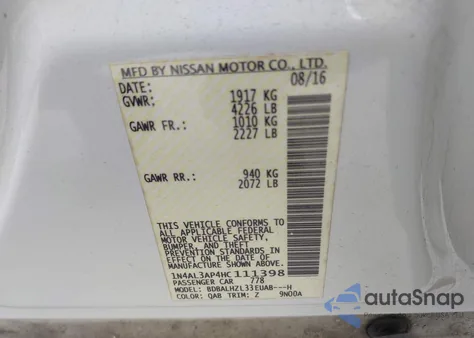 MFD BY NISSAN MOTOR CO., LTD.
DATE: 08/16
GVWR: 1917 KG
4226 LB
GAWR FR.: 1010 KG
2227 LB
GAWR RR.: 940 KG
2072 LB
THIS VEHICLE CONFORMS TO
ALL APPLICABLE FEDERAL
MOTOR VEHICLE SAFETY,
BUMPER, AND THEFT
PREVENTION STANDARDS IN
EFFECT ON THE DATE OF
MANUFACTURE SHOWN ABOVE.
1N4AL3AP4HC111398
PASSENGER CAR 778
MODEL: BDBALHZL33EUAB---H
COLOR: QAB TRIM: Z 9N00A
autoSnap